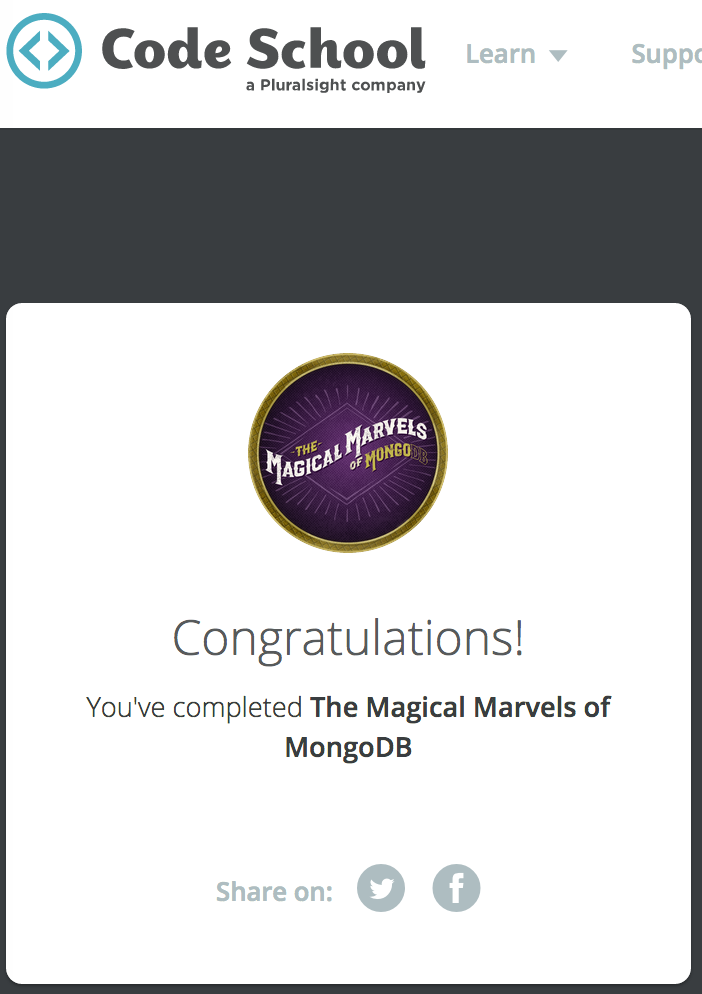 Code School
a Pluralsight company
Learn
Suppo
THE
MAGICAL MARVELS
OF MONGODB
Congratulations!
You've completed The Magical Marvels of
MongoDB
Share on: